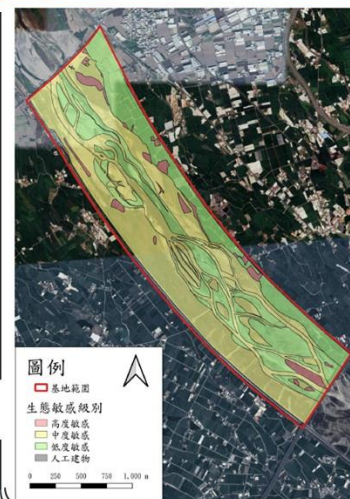 圖例
基地範圍
生態敏感級別
高度敏感
中度敏感
低度敏感
人工建物
0 250 500 750 1,000 m